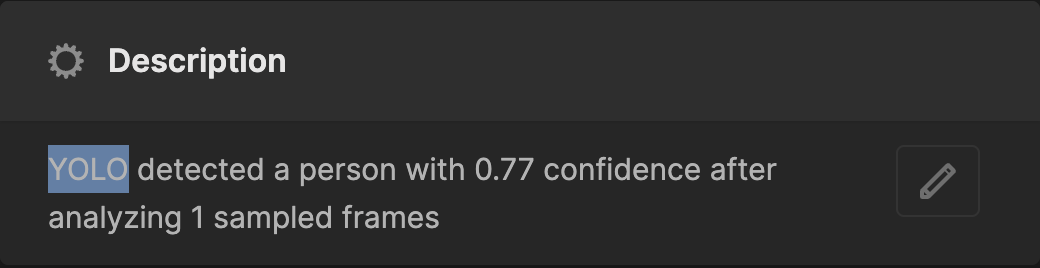 Description
YOLO detected a person with 0.77 confidence after
analyzing 1 sampled frames